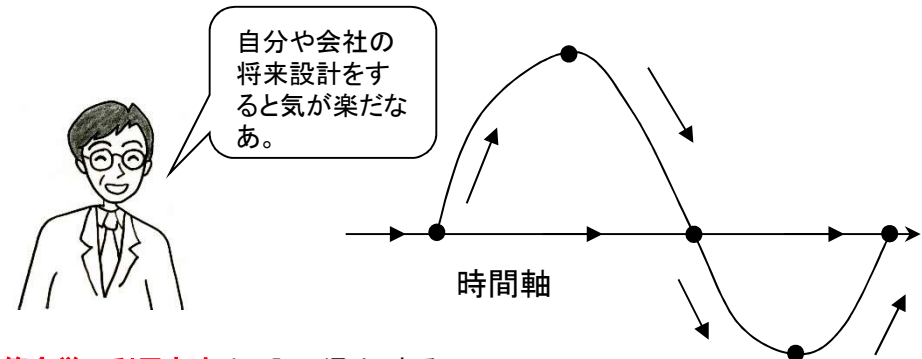 自分や会社の
将来設計をす
ると気が楽だな
あ。
時間軸